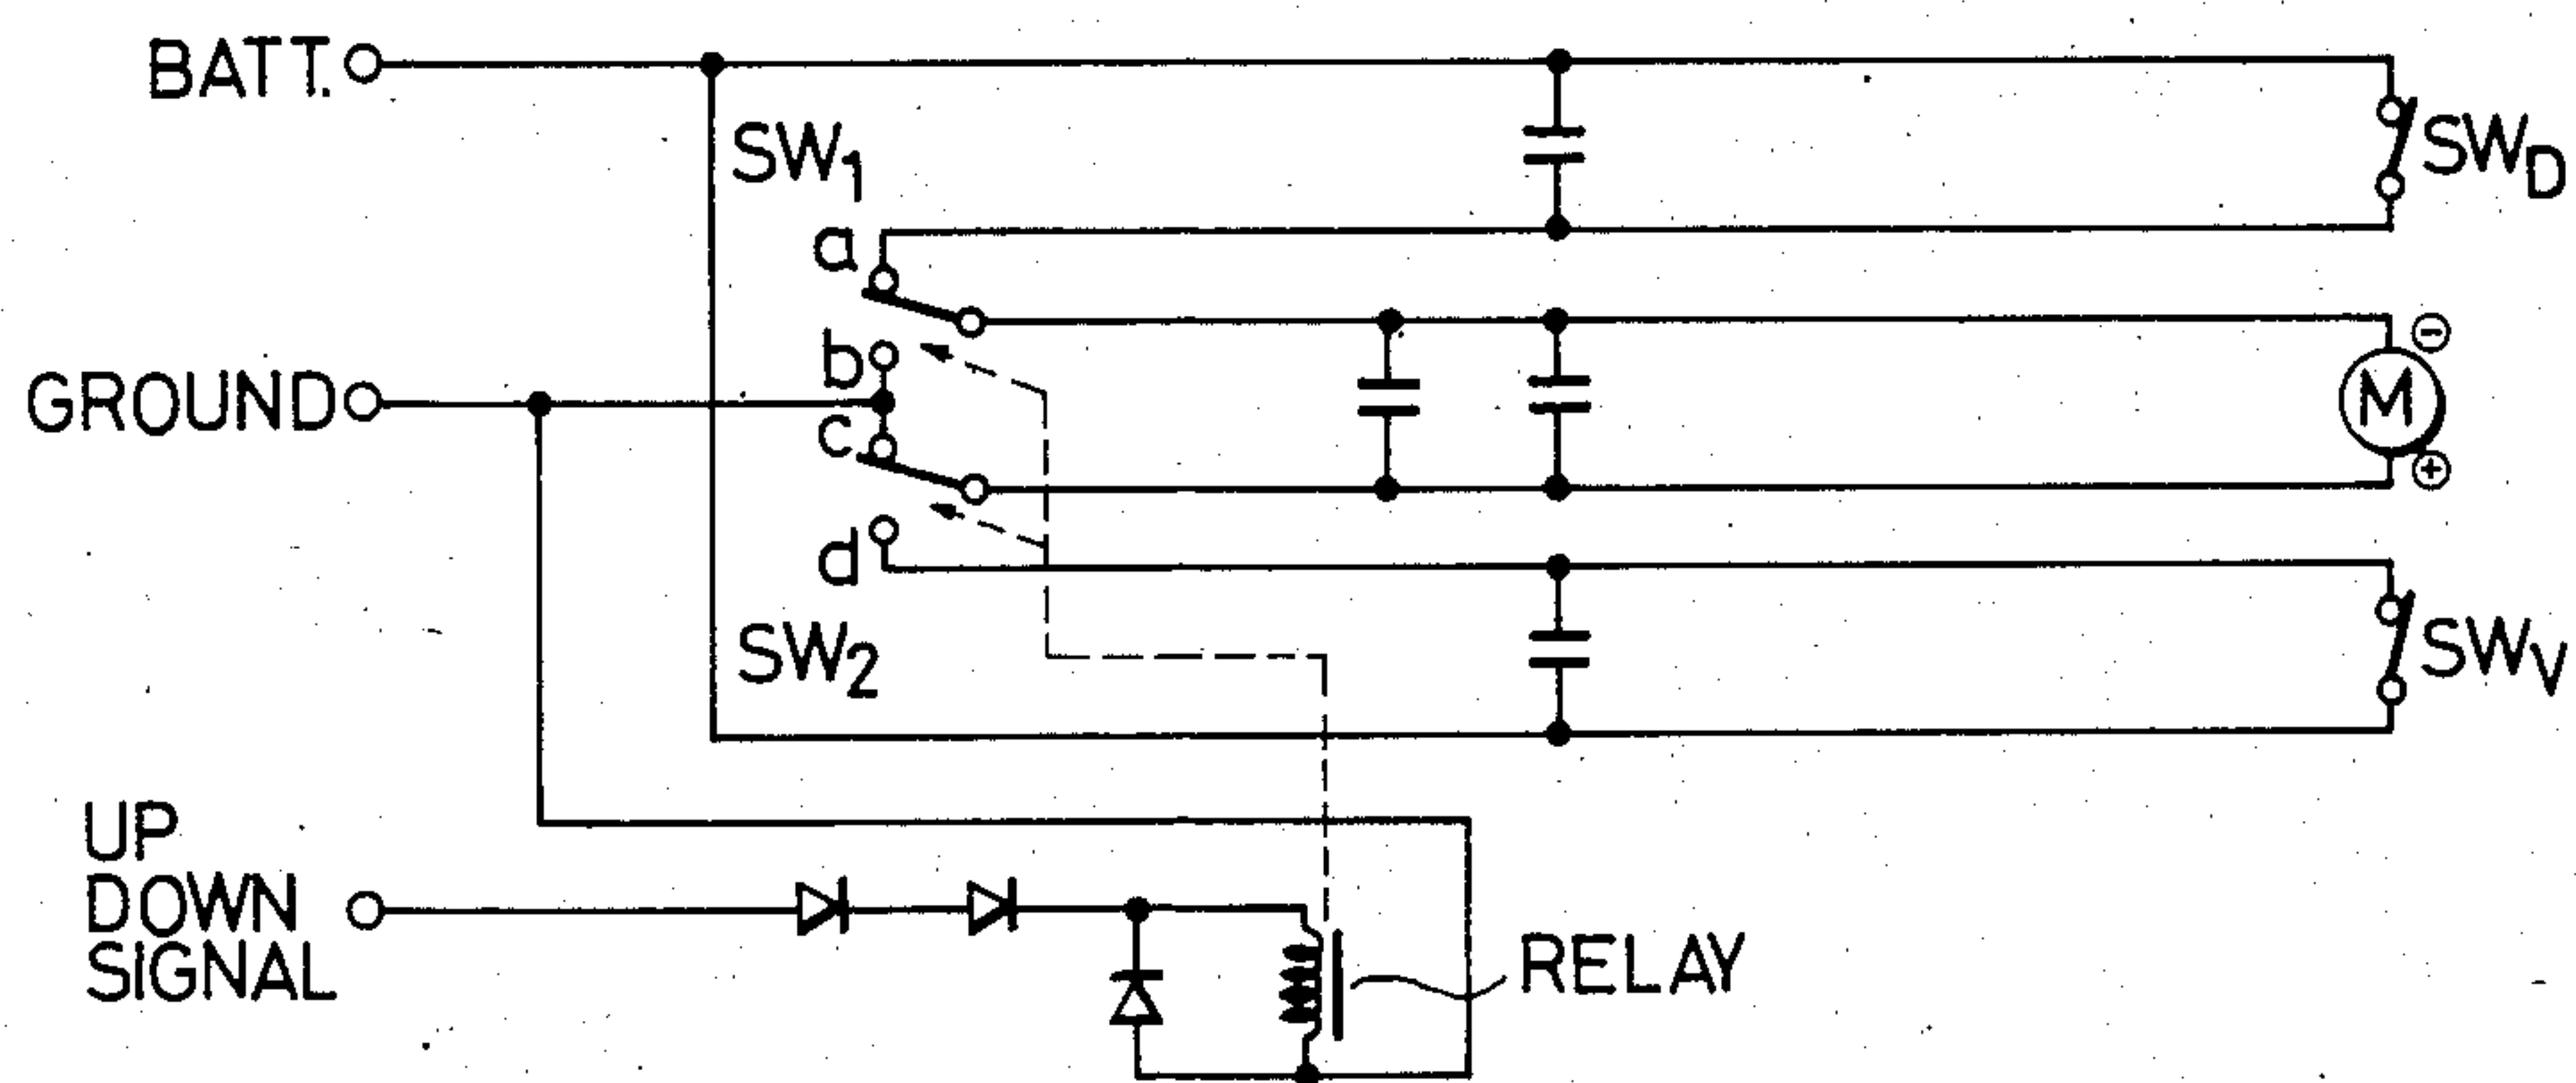 BATT.
SW1
SWD
a
b
GROUND
c
M
d
SW2
SWV
UP
DOWN
SIGNAL
RELAY